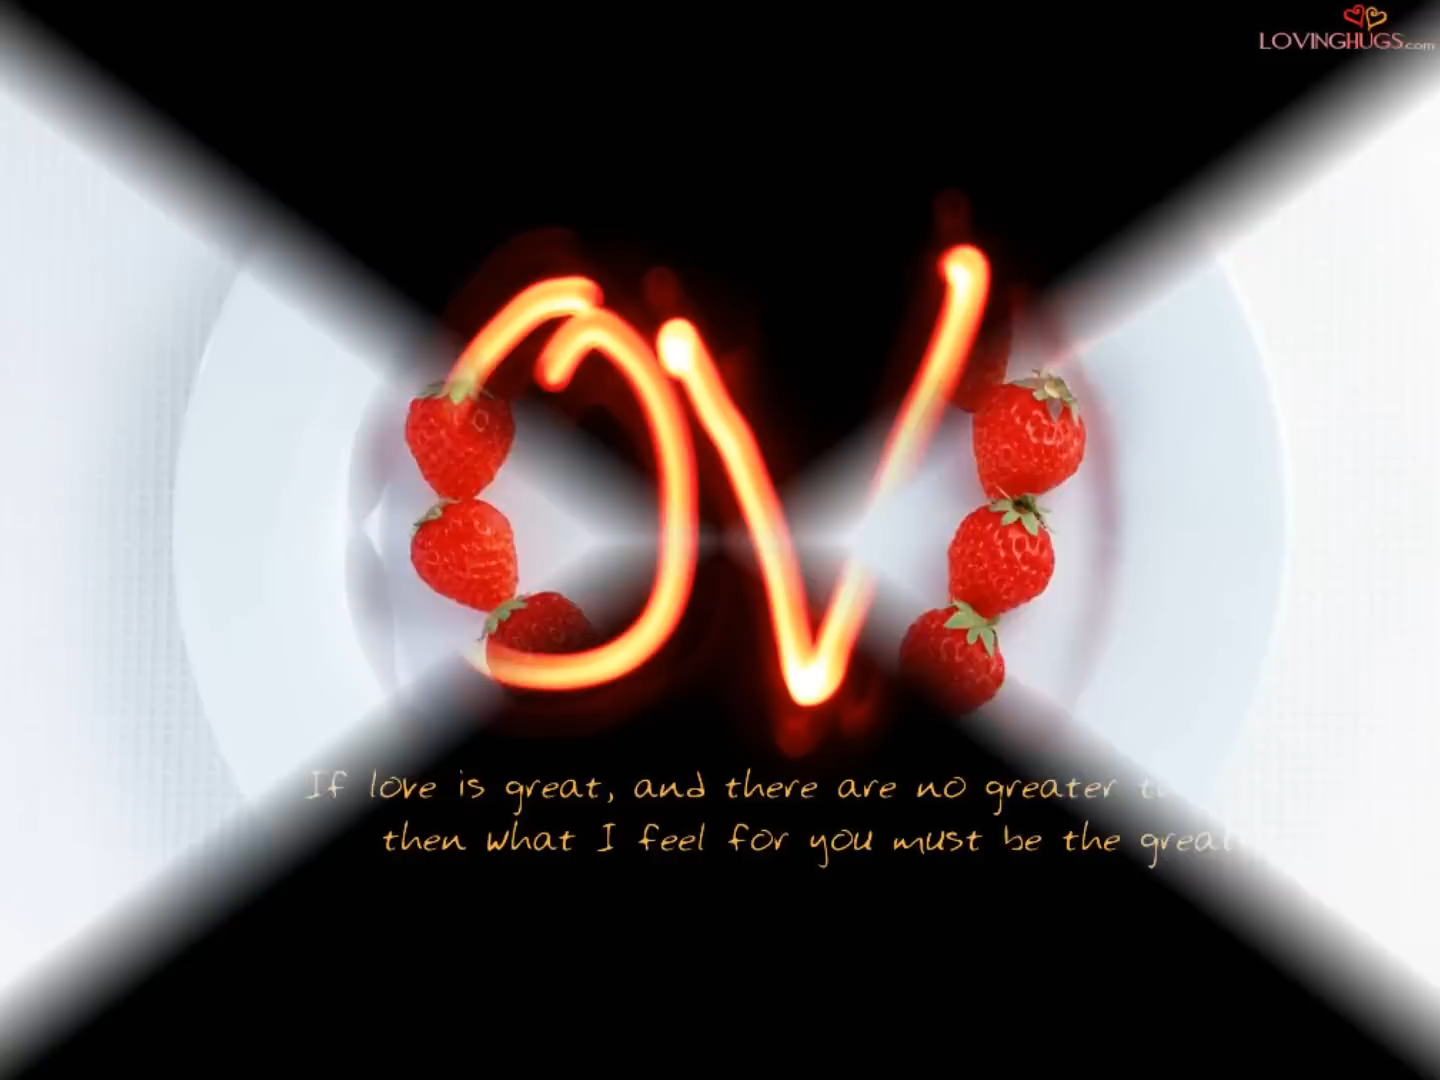 LOVINGHUGS.com
OV
If love is great, and there are no greater
then what I feel for you must be the